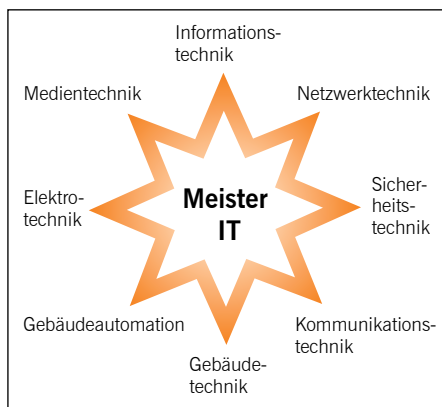 Informations-
technik
Medientechnik
Netzwerktechnik
Elektro-
technik
Meister
IT
Sicher-
heits-
technik
Gebäudeautomation
Kommunikations-
technik
Gebäude-
technik